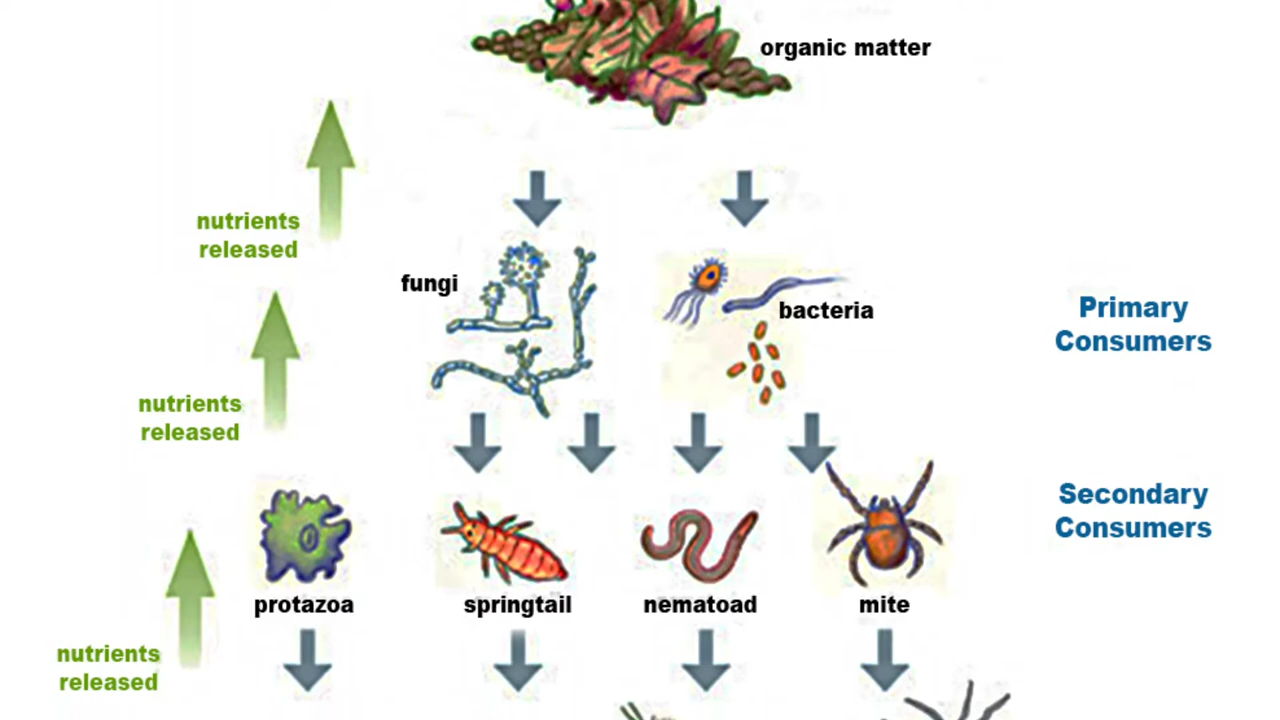 organic matter
nutrients
released
fungi
bacteria
Primary
Consumers
nutrients
released
Secondary
Consumers
protazoa
springtail
nematoad
mite
nutrients
released